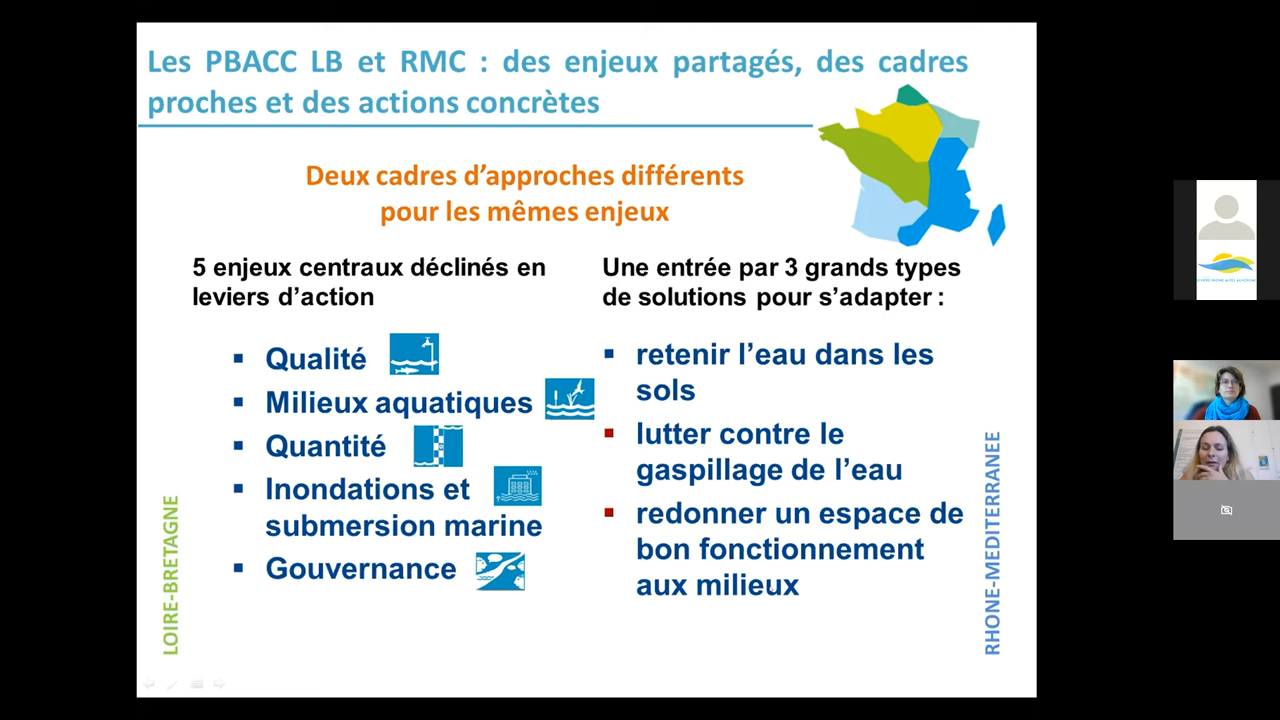 Les PBACC LB et RMC : des enjeux partagés, des cadres
proches et des actions concrètes
Deux cadres d’approches différents
pour les mêmes enjeux
5 enjeux centraux déclinés en
leviers d’action
▪ Qualité
▪ Milieux aquatiques
▪ Quantité
▪ Inondations et
submersion marine
▪ Gouvernance
LOIRE-BRETAGNE
Une entrée par 3 grands types
de solutions pour s’adapter :
▪ retenir l’eau dans les
sols
▪ lutter contre le
gaspillage de l’eau
▪ redonner un espace de
bon fonctionnement
aux milieux
RHONE-MEDITERRANEE